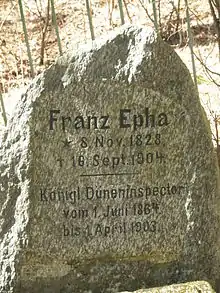 Franz Epha
* 8. Nov. 1828
† 16. Sept. 1904
Königl. Düneninspector
vom 1. Juni 1864
bis 1. April 1903.